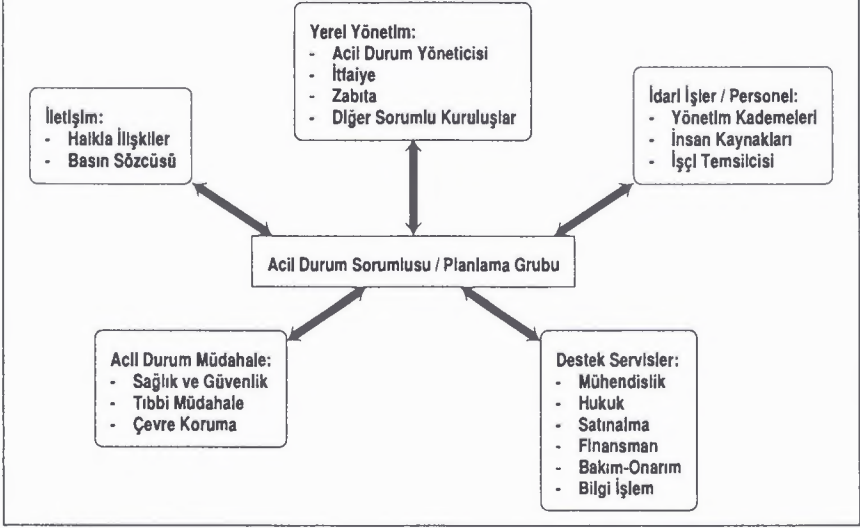 Yerel Yönetim:
- Acil Durum Yöneticisi
- İtfaiye
- Zabıta
- Diğer Sorumlu Kuruluşlar
İletişim:
- Halkla İlişkiler
- Basın Sözcüsü
İdari İşler / Personel:
- Yönetim Kademeleri
- İnsan Kaynakları
- İşçi Temsilcisi
Acil Durum Sorumlusu / Planlama Grubu
Acil Durum Müdahale:
- Sağlık ve Güvenlik
- Tıbbi Müdahale
- Çevre Koruma
Destek Servisler:
- Mühendislik
- Hukuk
- Satınalma
- Finansman
- Bakım-Onarım
- Bilgi İşlem